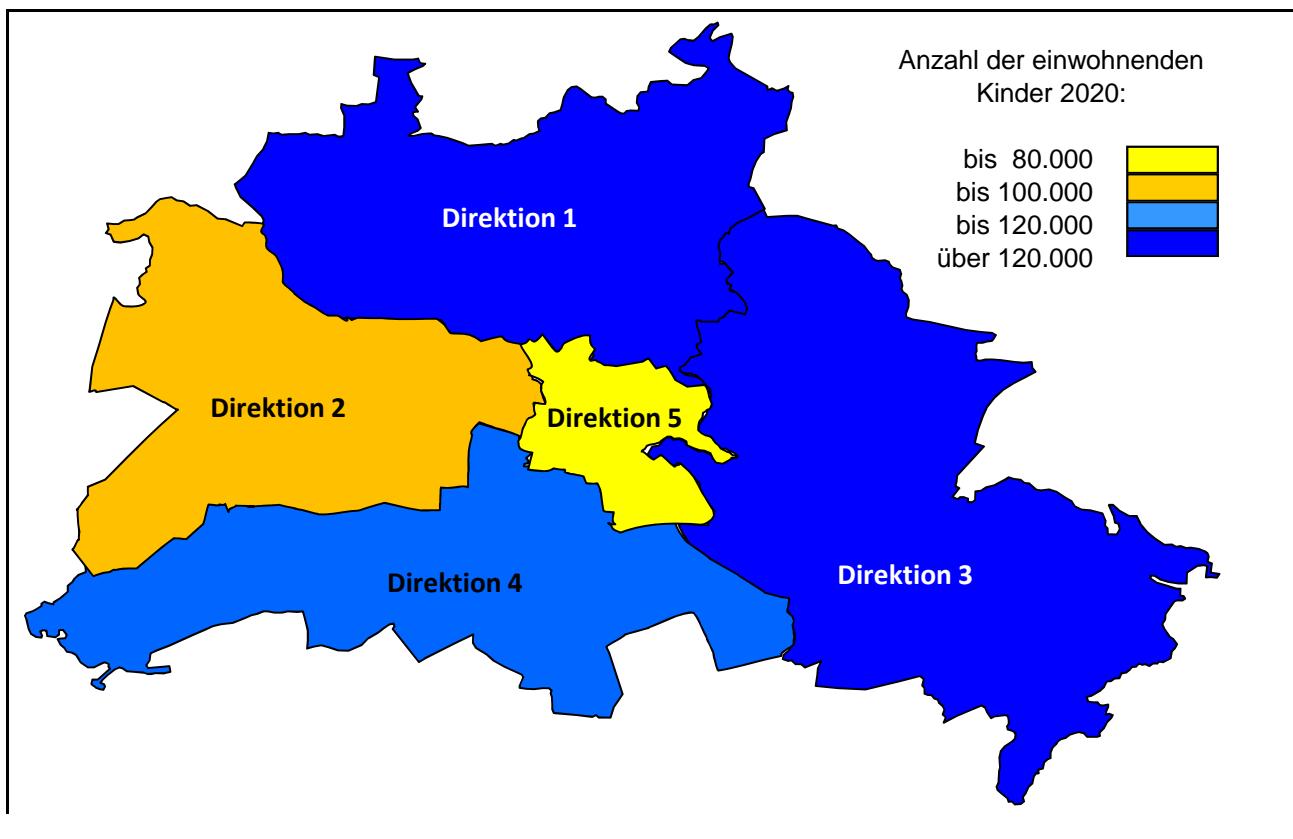 Anzahl der einwohnenden
Kinder 2020:
bis 80.000
bis 100.000
bis 120.000
über 120.000
Direktion 1
Direktion 2
Direktion 5
Direktion 4
Direktion 3